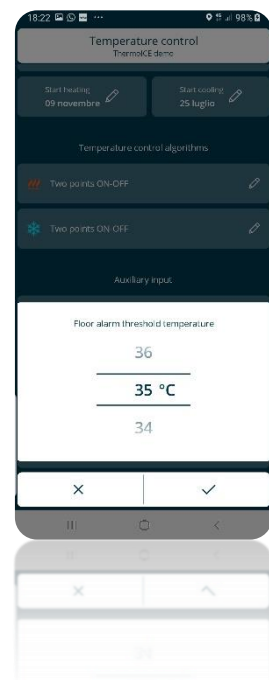 18:22 98%
Temperature control
ThermoICE demo
Start heating
09 novembre
Start cooling
25 luglio
Temperature control algorithms
Two points ON-OFF
Two points ON-OFF
Auxiliary input
Floor alarm threshold temperature
36
35 °C
34